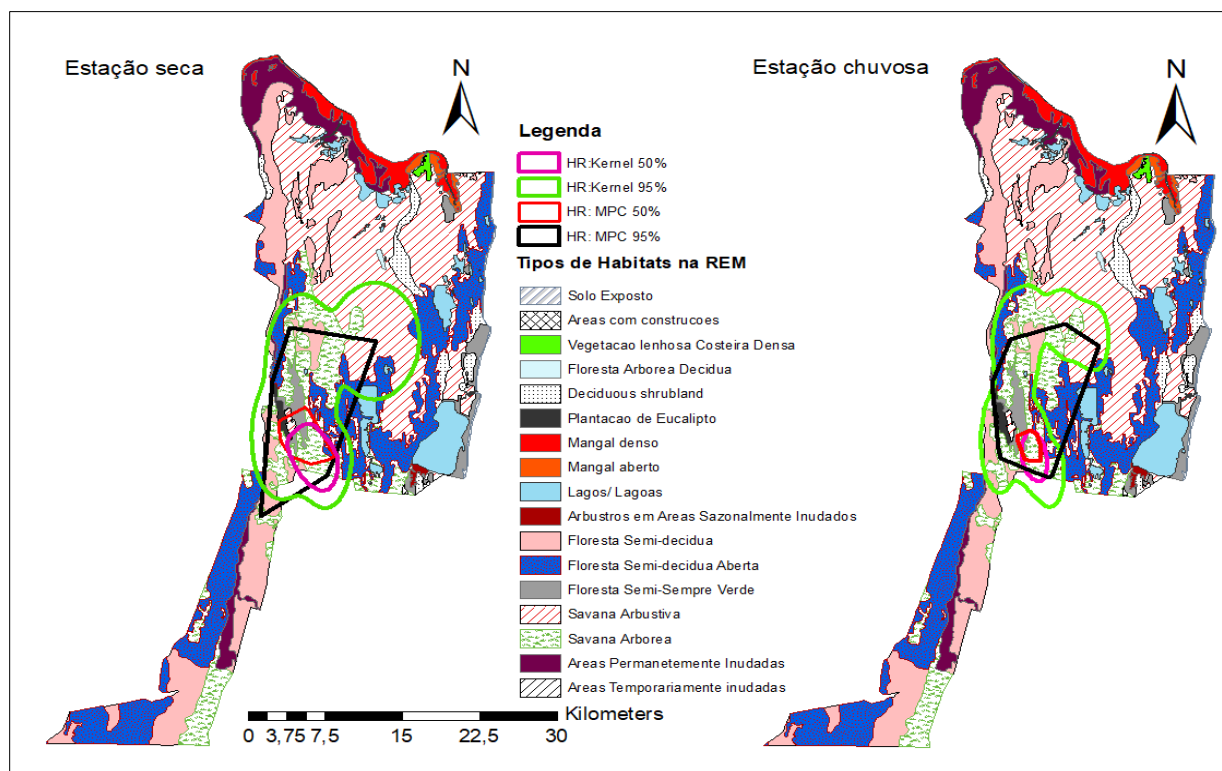 Estação seca
N
Estação chuvosa
N
Legenda
HR:Kernel 50%
HR:Kernel 95%
HR: MPC 50%
HR: MPC 95%
Tipos de Habitats na REM
Solo Exposto
Areas com construcoes
Vegetacao lenhosa Costeira Densa
Floresta Arborea Decidua
Deciduous shrubland
Plantacao de Eucalipto
Mangal denso
Mangal aberto
Lagos/ Lagoas
Arbustros em Areas Sazonalmente Inudados
Floresta Semi-decidua
Floresta Semi-decidua Aberta
Floresta Semi-Sempre Verde
Savana Arbustiva
Savana Arborea
Areas Permanetemente Inudadas
Areas Temporariamente inudadas
Kilometers
0 3,75 7,5 15 22,5 30